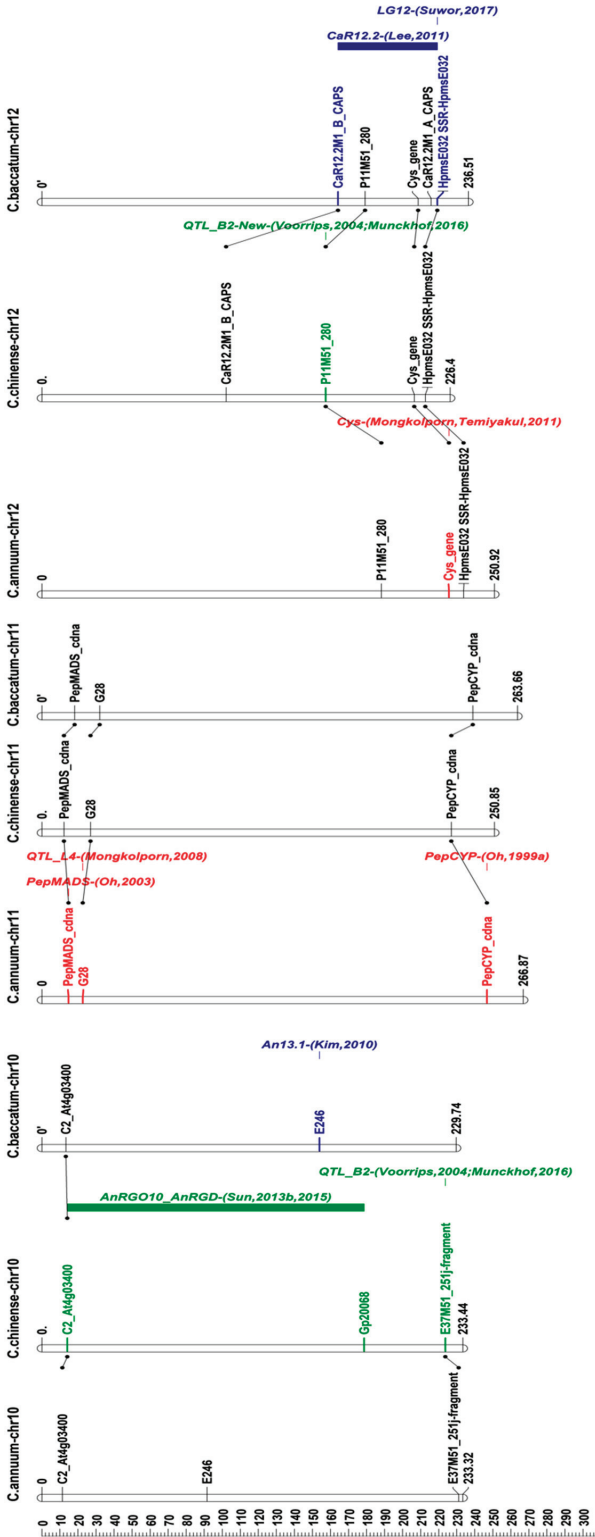 C.annuum-chr10
0
C2_At4g03400
E246
E37M51_251j-fragment
233.32
C.chinense-chr10
0.
C2_At4g03400
Gp20068
E37M51_251j-fragment
233.44
AnRGO10_AnRGD-(Sun,2013b,2015)
QTL_B2-(Voorrips,2004;Munckhof,2016)
C.baccatum-chr10
0'
C2_At4g03400
E246
229.74
An13.1-(Kim,2010)
C.annuum-chr11
0
PepMADS_cdna
G28
PepCYP_cdna
266.87
PepMADS-(Oh,2003)
QTL_L4-(Mongkolporn,2008)
PepCYP-(Oh,1999a)
C.chinense-chr11
0.
PepMADS_cdna
G28
PepCYP_cdna
250.85
C.baccatum-chr11
0'
PepMADS_cdna
G28
PepCYP_cdna
263.66
C.annuum-chr12
0
P11M51_280
Cys_gene
HpmsE032 SSR-HpmsE032
250.92
Cys-(Mongkolporn,Temiyakul,2011)
C.chinense-chr12
0.
CaR12.2M1_B_CAPS
P11M51_280
Cys_gene
HpmsE032 SSR-HpmsE032
226.4
QTL_B2-New-(Voorrips,2004;Munckhof,2016)
C.baccatum-chr12
0'
CaR12.2M1_B_CAPS
P11M51_280
Cys_gene
CaR12.2M1_A_CAPS
HpmsE032 SSR-HpmsE032
236.51
CaR12.2-(Lee,2011)
LG12-(Suwor,2017)
0
10
20
30
40
50
60
70
80
90
100
110
120
130
140
150
160
170
180
190
200
210
220
230
240
250
260
270
280
290
300